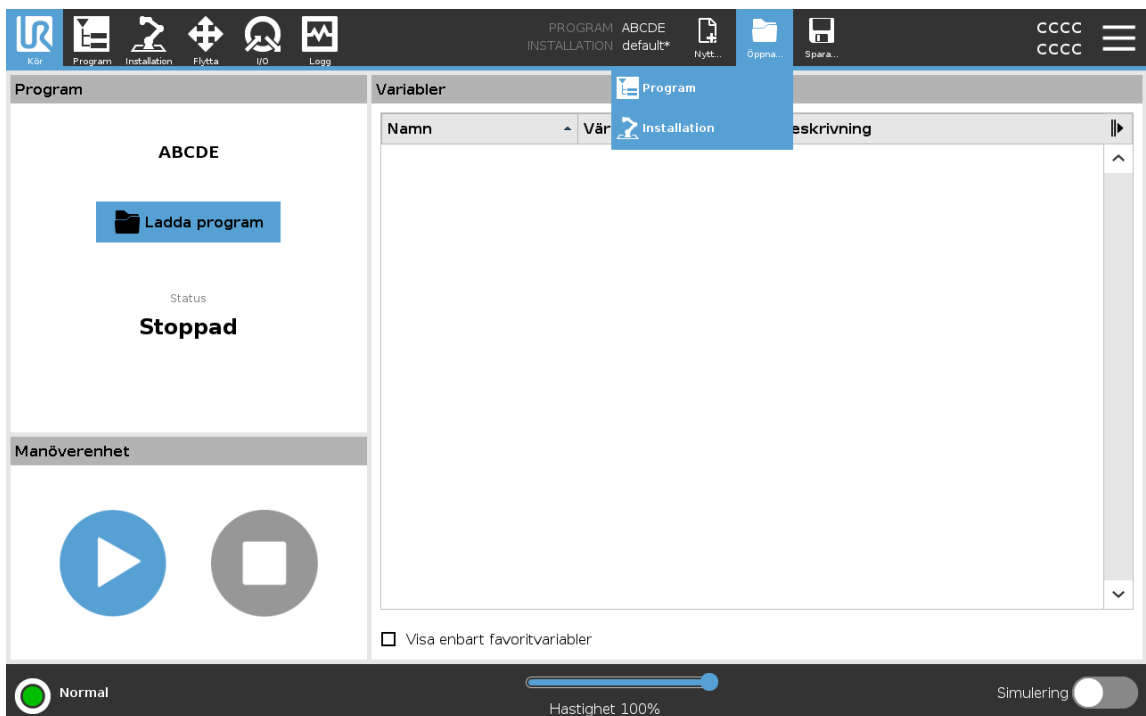 Kör
Program
Installation
Flytta
I/O
Logg
PROGRAM ABCDE
INSTALLATION default*
Nytt...
Öppna...
Spara...
CCCC
CCCC
Program
Installation
Program
ABCDE
Ladda program
Status
Stoppad
Manöverenhet
Variabler
Namn
Vär
eskrivning
Visa enbart favoritvariabler
Normal
Hastighet 100%
Simulering